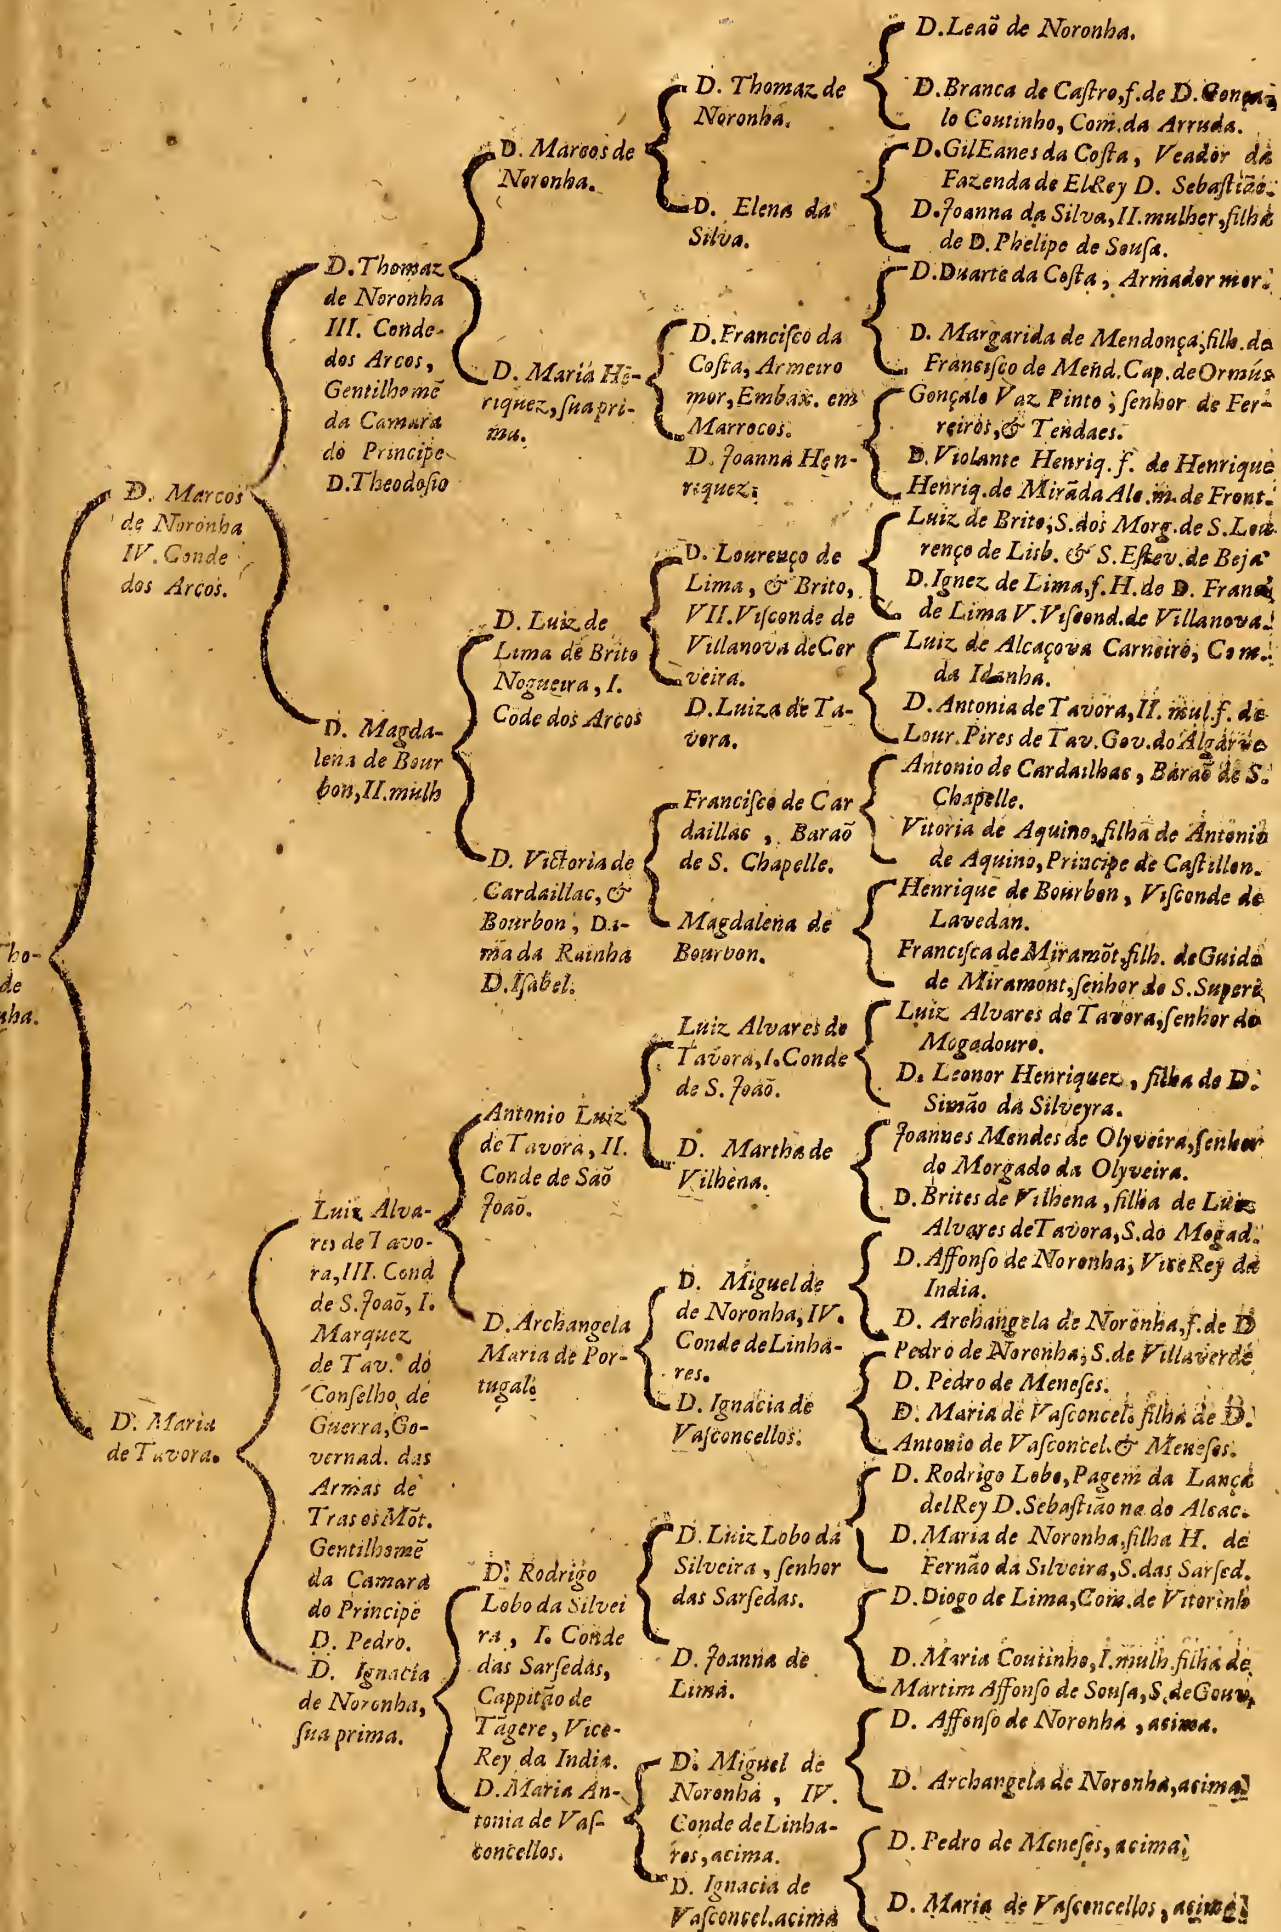 Tho-
de
nha.
D. Marcos
de Noronha
IV. Conde
dos Arcos.
D. Maria
de Tavora.
D. Thomaz
de Noronha
III. Conde
dos Arcos,
Gentilhomẽ
da Camara
do Principe
D. Theodosio
D. Magda-
lena de Bour
bon, II. mulh
Luiz Alva-
res de Tavo-
ra, III. Cond
de S. Joaõ, I.
Marquez
de Tav. do
Conſelho de
Guerra, Go-
vernad. das
Armas de
Tras os Mõt.
Gentilhomẽ
da Camara
do Principe
D. Pedro.
D. Ignacia
de Noronha,
ſua prima.
D. Marcos de
Noronha.
D. Maria Hẽ-
riquez, ſua pri-
ma.
D. Luiz de
Lima de Brito
Nogueira, I.
Cõde dos Arcos
D. Victoria de
Cardaillac, &
Bourbon, Da-
ma da Rainha
D. Iſabel.
Antonio Luiz
de Tavora, II.
Conde de Saõ
Joaõ.
D. Archangela
Maria de Por-
tugal.
D. Rodrigo
Lobo da Silvei
ra, I. Conde
das Sarſedas,
Cappitão de
Tãgere, Vice-
Rey da India.
D. Maria An-
tonia de Vaſ-
concellos.
D. Thomaz de
Noronha.
D. Elena da
Silva.
D. Franciſco da
Coſta, Armeiro
mor, Embax. em
Marrocos.
D. Joanna Hen-
riquez.
D. Lourenço de
Lima, & Brito,
VII. Viſconde de
Villanova de Cer
veira.
D. Luiza de Ta-
vora.
Franciſco de Car
daillac, Baraõ
de S. Chapelle.
Magdalena de
Bourbon.
Luiz Alvares de
Tavora, I. Conde
de S. Joaõ.
D. Martha de
Vilhena.
D. Miguel de
de Noronha, IV.
Conde de Linha-
res.
D. Ignacia de
Vaſconcellos.
D. Luiz Lobo da
Silveira, ſenhor
das Sarſedas.
D. Joanna de
Lima.
D. Miguel de
Noronha, IV.
Conde de Linha-
res, acima.
D. Ignacia de
Vaſconcel. acima
D. Leaõ de Noronha.
D. Branca de Caſtro, f. de D. Gonça-
lo Coutinho, Com. da Arruda.
D. Gil Eanes da Coſta, Veador da
Fazenda de ElRey D. Sebaſtião.
D. Joanna da Silva, II. mulher, filha
de D. Phelipe de Souſa.
D. Duarte da Coſta, Armador mor.
D. Margarida de Mendonça, filh. de
Franciſco de Mend. Cap. de Ormús
Gonçalo Vaz Pinto, ſenhor de Fer-
reiros, & Tendaes.
D. Violante Henriq. f. de Henrique
Henriq. de Mirãda Alc. m. de Front.
Luiz de Brito, S. dos Morg. de S. Lou
renço de Lisb. & S. Eſtev. de Beja
D. Ignez de Lima, f. H. de D. Franc.
de Lima V. Viſcond. de Villanova.
Luiz de Alcaçova Carneiro, Com.
da Idanha.
D. Antonia de Tavora, II. mul. f. de
Lour. Pires de Tav. Gov. do Algarve
Antonio de Cardailhac, Baraõ de S.
Chapelle.
Vitoria de Aquino, filha de Antonio
de Aquino, Principe de Caſtillon.
Henrique de Bourbon, Viſconde de
Lavedan.
Franciſca de Miramõt, filh. de Guido
de Miramont, ſenhor de S. Superi.
Luiz Alvares de Tavora, ſenhor do
Mogadouro.
D. Leonor Henriquez, filha de D.
Simão da Silveyra.
Joannes Mendes de Olyveira, ſenhor
do Morgado da Olyveira.
D. Brites de Vilhena, filha de Luiz
Alvares de Tavora, S. do Mogad.
D. Affonſo de Noronha, ViceRey da
India.
D. Archangela de Noronha, f. de D
Pedro de Noronha, S. de Villaverde
D. Pedro de Meneſes.
D. Maria de Vaſconcel. filha de D.
Antonio de Vaſconcel. & Meneſes.
D. Rodrigo Lobo, Pagem da Lança
delRey D. Sebaſtião na do Alcac.
D. Maria de Noronha, filha H. de
Fernão da Silveira, S. das Sarſed.
D. Diogo de Lima, Com. de Vitorinho
D. Maria Coutinho, I. mulh. filha de
Martim Affonſo de Souſa, S. de Gouv.
D. Affonſo de Noronha, acima.
D. Archangela de Noronha, acima.
D. Pedro de Meneſes, acima.
D. Maria de Vaſconcellos, acima.